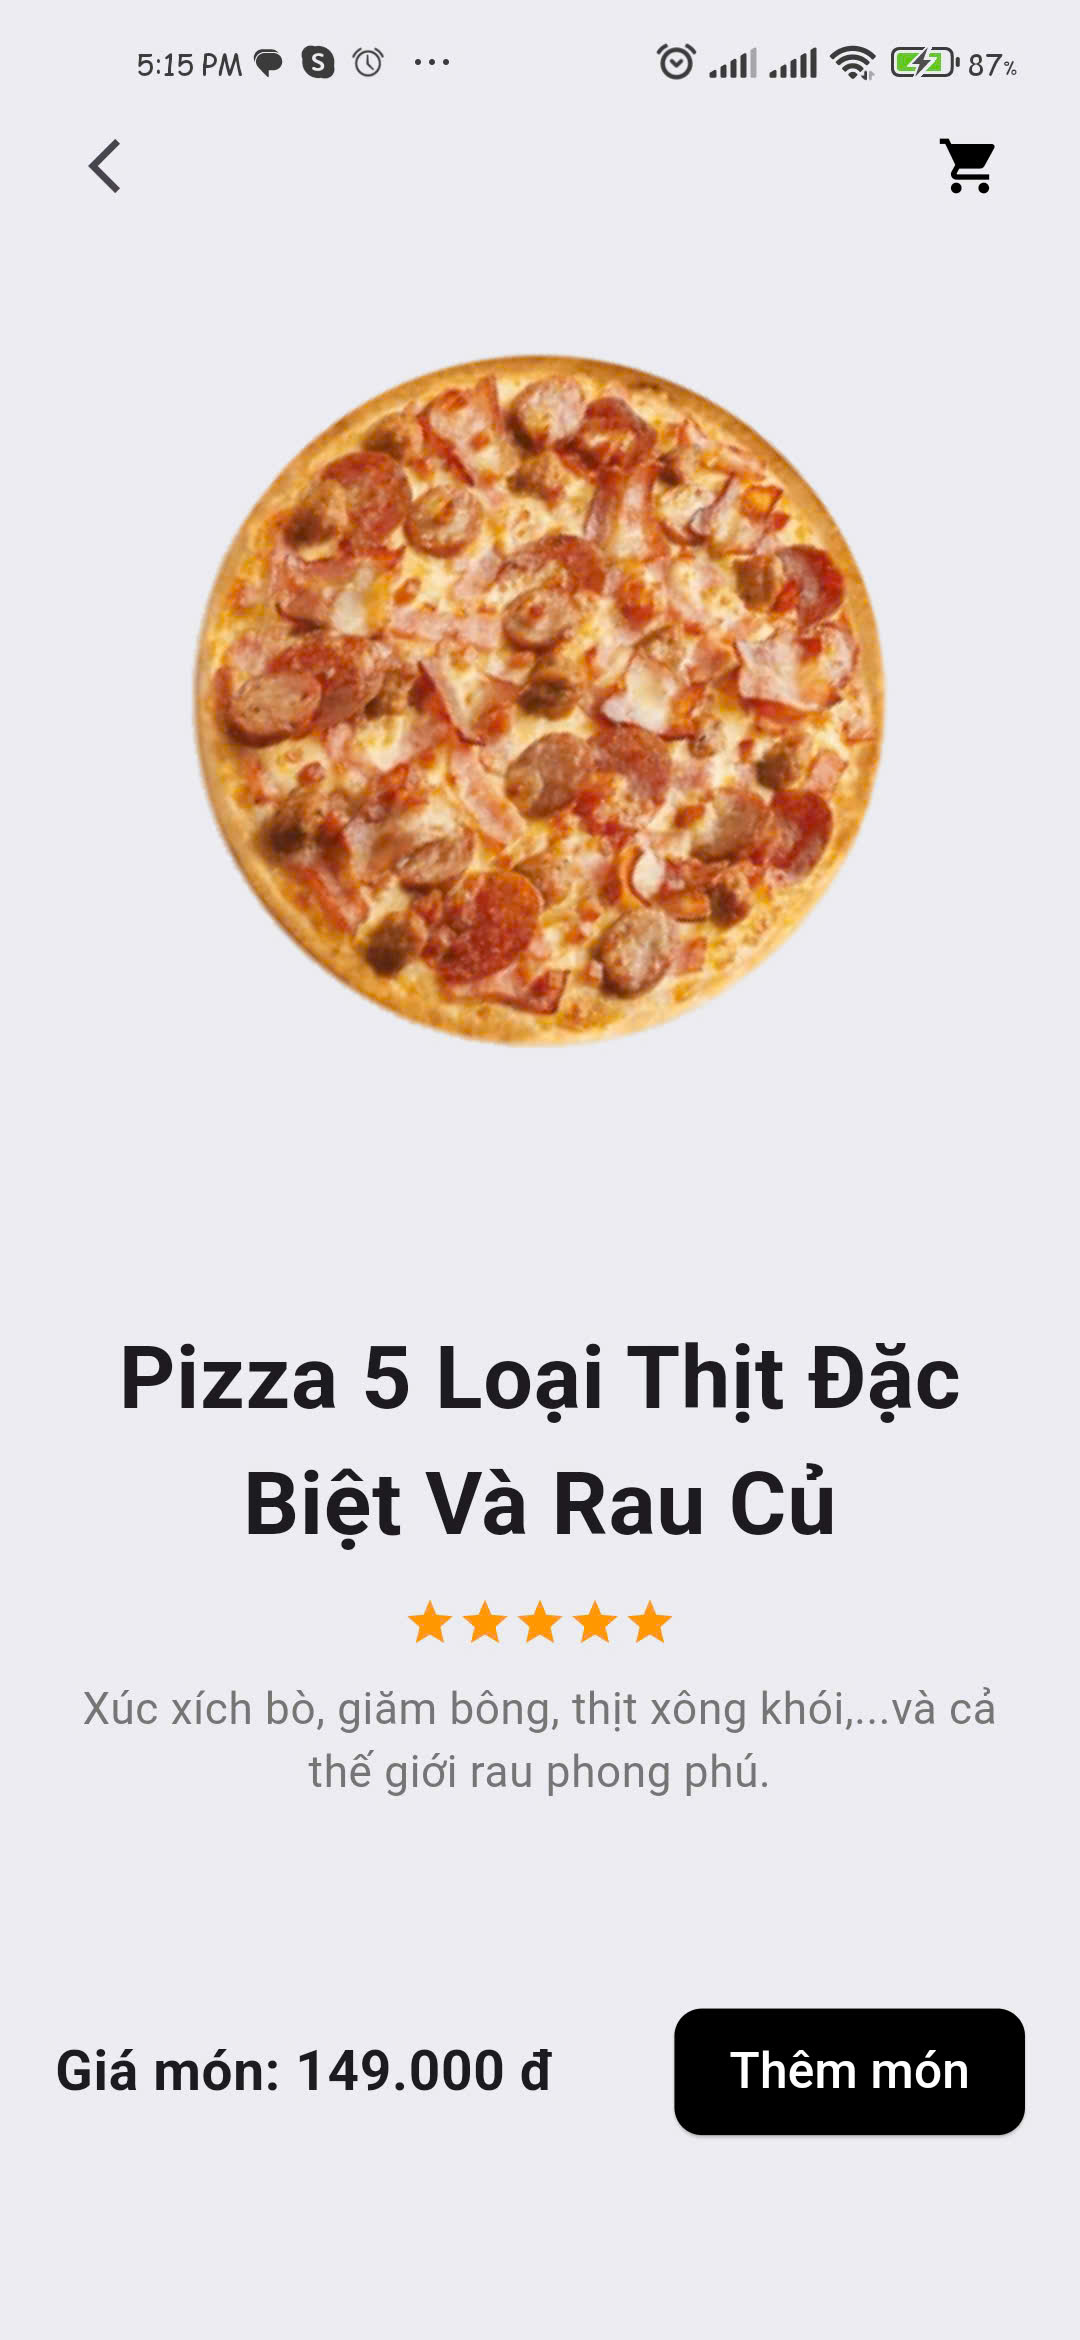 5:15 PM
87%
Pizza 5 Loại Thịt Đặc
Biệt Và Rau Củ
Xúc xích bò, giăm bông, thịt xông khói,...và cả
thế giới rau phong phú.
Giá món: 149.000 đ
Thêm món